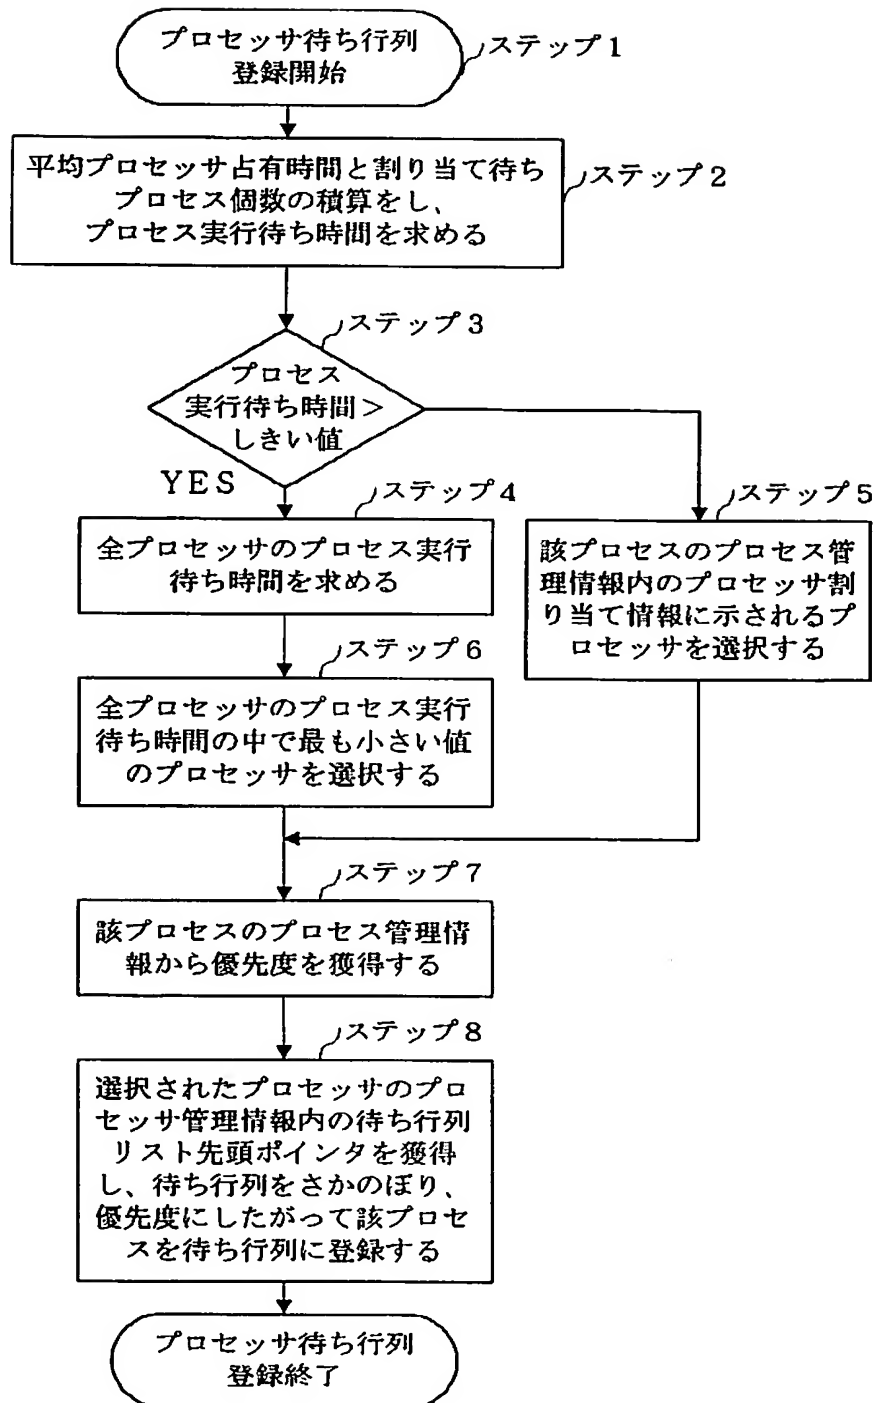 プロセッサ待ち行列
登録開始
ステップ1
平均プロセッサ占有時間と割り当て待ち
プロセス個数の積算をし、
プロセス実行待ち時間を求める
ステップ2
ステップ3
プロセス
実行待ち時間>
しきい値
YES
ステップ4
全プロセッサのプロセス実行
待ち時間を求める
ステップ5
該プロセスのプロセス管
理情報内のプロセッサ割
り当て情報に示されるプ
ロセッサを選択する
ステップ6
全プロセッサのプロセス実行
待ち時間の中で最も小さい値
のプロセッサを選択する
ステップ7
該プロセスのプロセス管理情
報から優先度を獲得する
ステップ8
選択されたプロセッサのプロ
セッサ管理情報内の待ち行列
リスト先頭ポインタを獲得
し、待ち行列をさかのぼり、
優先度にしたがって該プロセ
スを待ち行列に登録する
プロセッサ待ち行列
登録終了